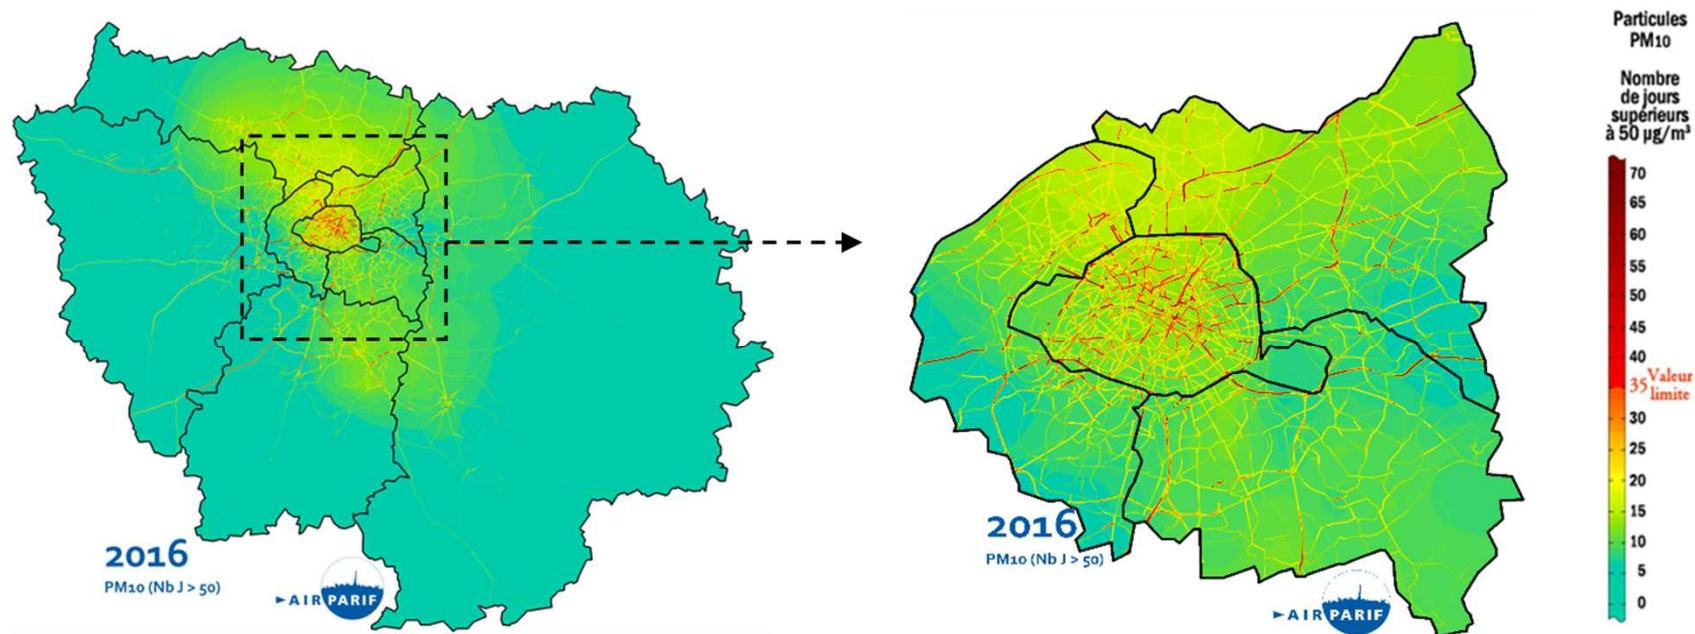 2016
PM10 (Nb J > 50)
AIRPARIF
2016
PM10 (Nb J > 50)
AIRPARIF
Particules
PM10
Nombre
de jours
supérieurs
à 50 µg/m³
70
65
60
55
50
45
40
35 Valeur
limite
30
25
20
15
10
5
0